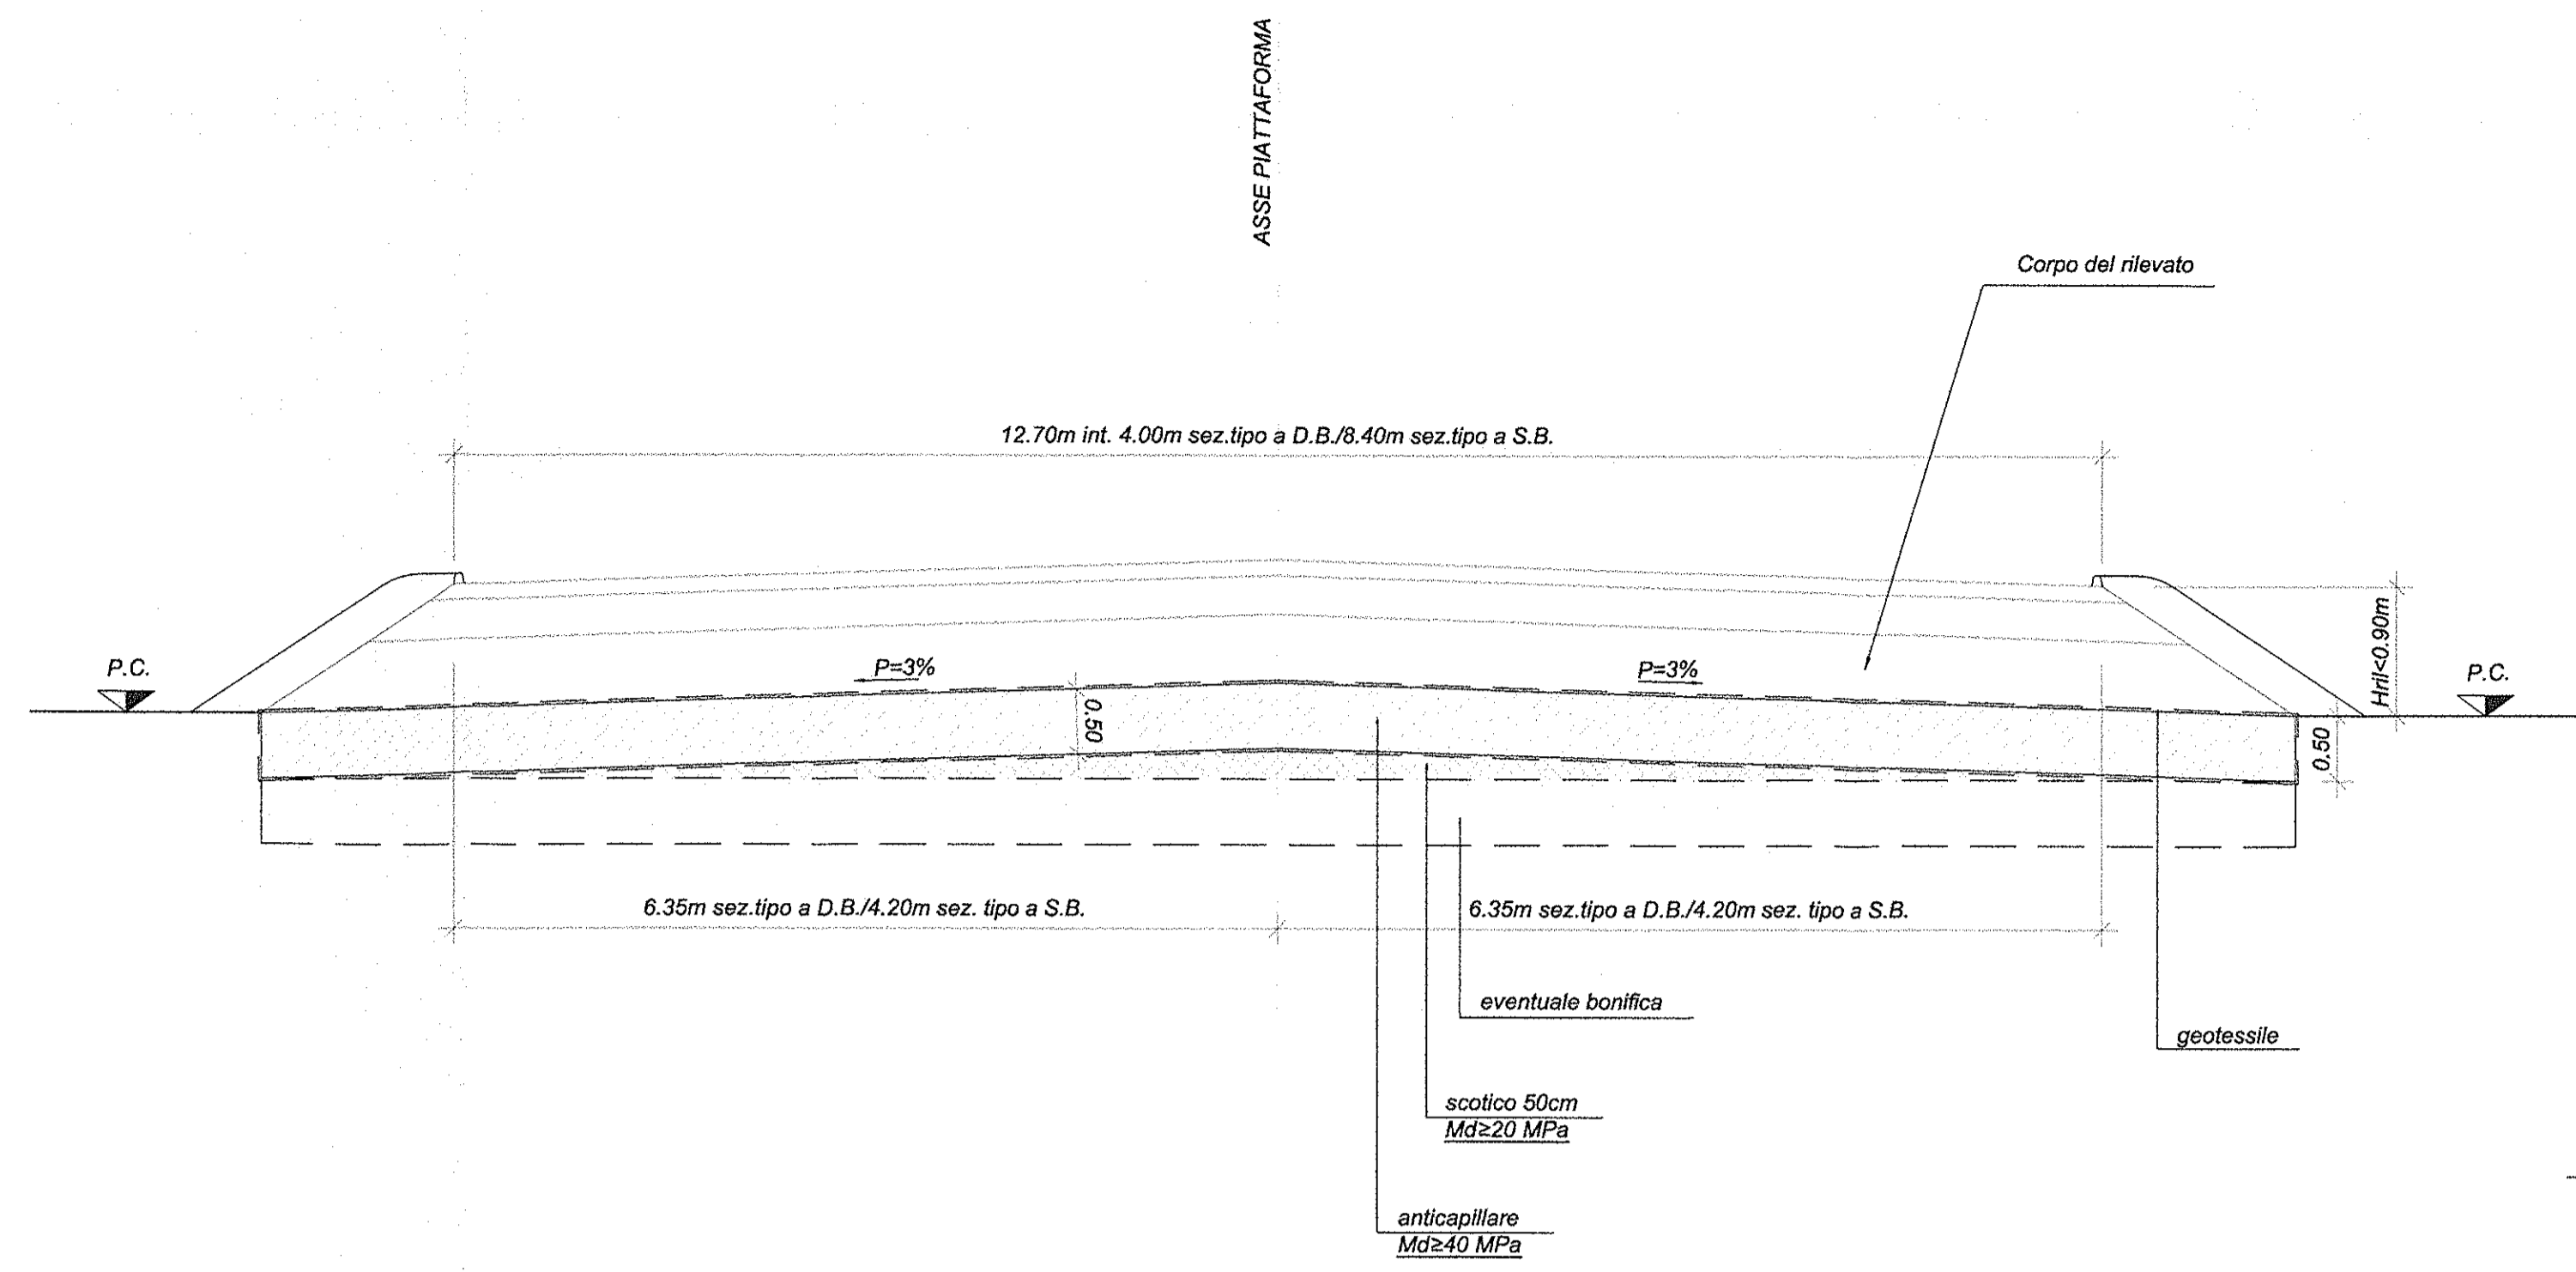 ASSE PIATTAFORMA
Corpo del rilevato
12.70m int. 4.00m sez.tipo a D.B./8.40m sez.tipo a S.B.
Hril<0.90m
P.C.
P=3%
P=3%
P.C.
0.50
0.50
6.35m sez.tipo a D.B./4.20m sez. tipo a S.B.
6.35m sez.tipo a D.B./4.20m sez. tipo a S.B.
eventuale bonifica
geotessile
scotico 50cm
Md≥20 MPa
anticapillare
Md≥40 MPa